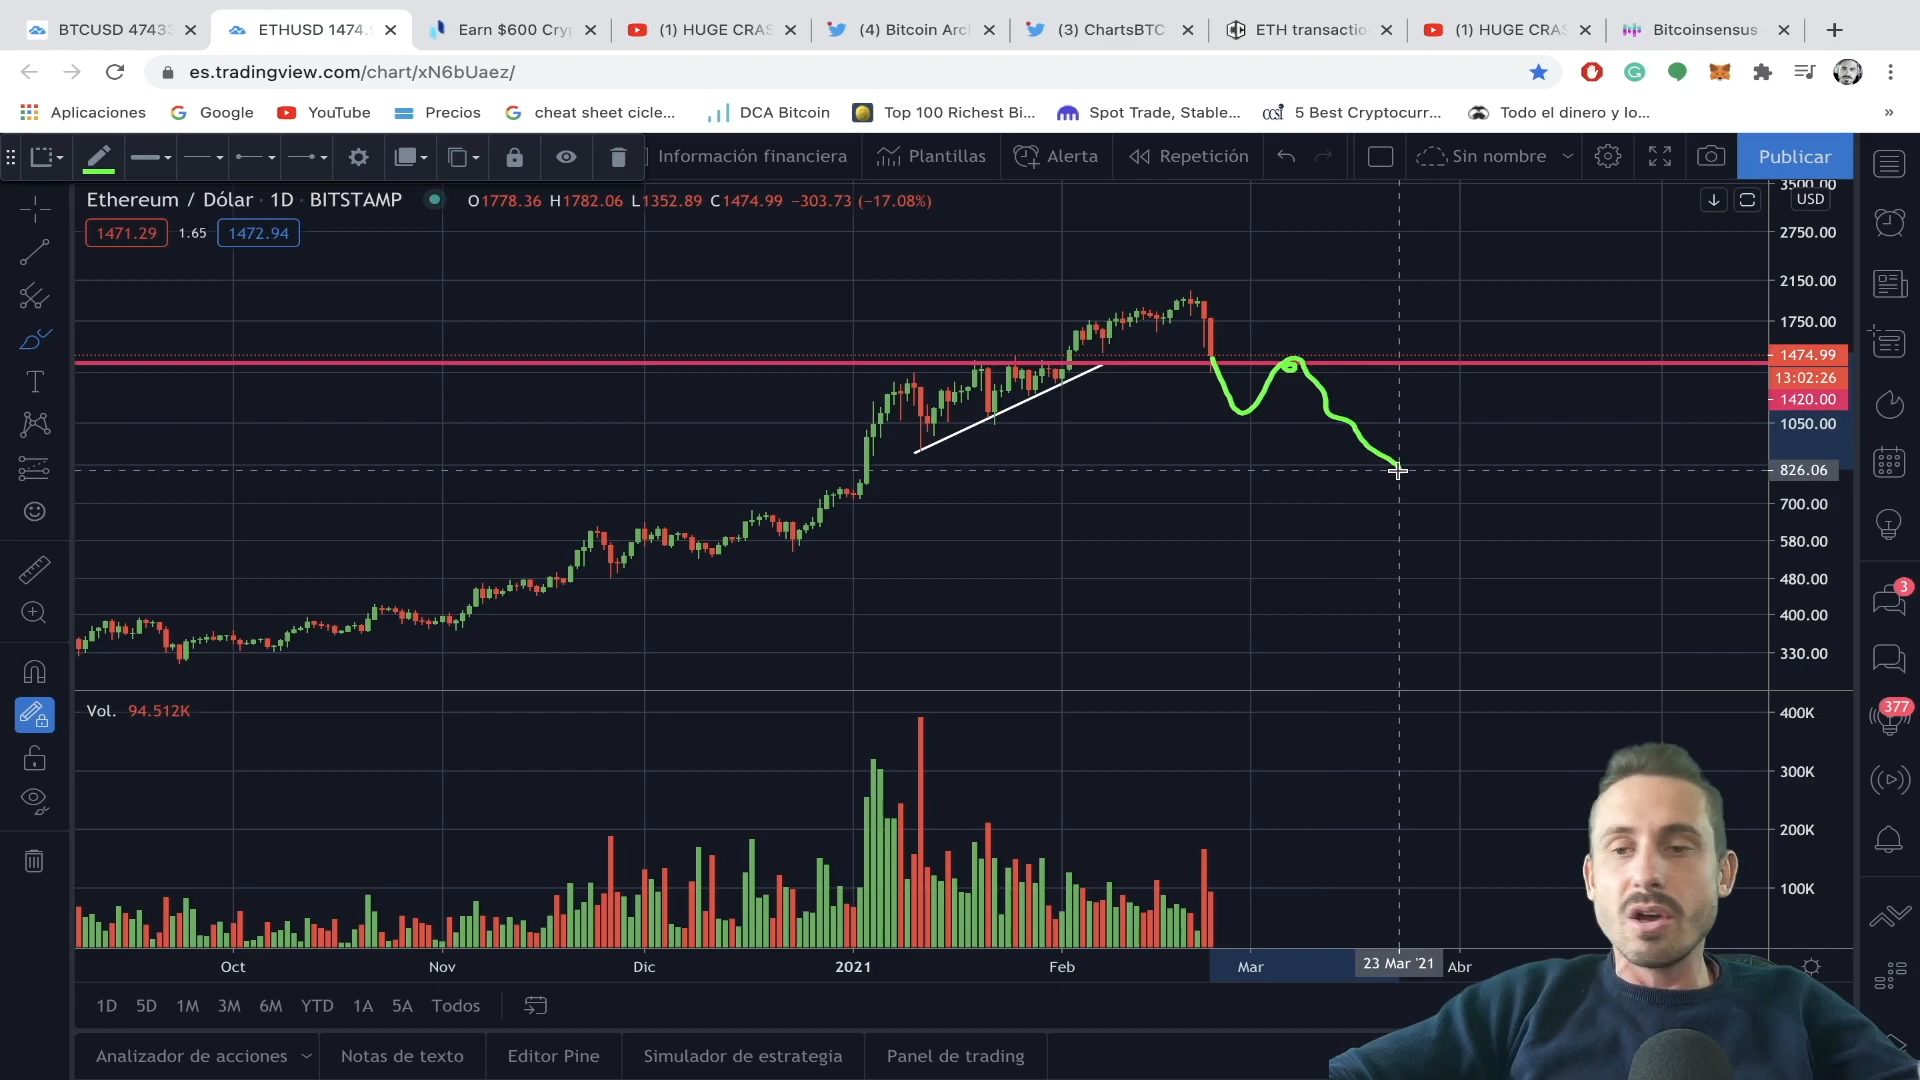 BTCUSD 47433
ETHUSD 1474.9
Earn $600 Cryp
(1) HUGE CRAS
(4) Bitcoin Arc
(3) ChartsBTC
ETH transactio
(1) HUGE CRAS
Bitcoinsensus
es.tradingview.com/chart/xN6bUaez/
Aplicaciones
Google
YouTube
Precios
cheat sheet cicle...
DCA Bitcoin
Top 100 Richest Bi...
Spot Trade, Stable...
5 Best Cryptocurr...
Todo el dinero y lo...
Información financiera
Plantillas
Alerta
Repetición
Sin nombre
Publicar
Ethereum / Dólar · 1D · BITSTAMP
O1778.36 H1782.06 L1352.89 C1474.99 −303.73 (−17.08%)
1471.29 1.65 1472.94
3500.00
USD
2750.00
2150.00
1750.00
1474.99
13:02:26
1420.00
1050.00
826.06
700.00
580.00
480.00
400.00
330.00
3
377
Vol. 94.512K
400K
300K
200K
100K
Oct Nov Dic 2021 Feb Mar 23 Mar '21 Abr
1D 5D 1M 3M 6M YTD 1A 5A Todos
Analizador de acciones
Notas de texto
Editor Pine
Simulador de estrategia
Panel de trading